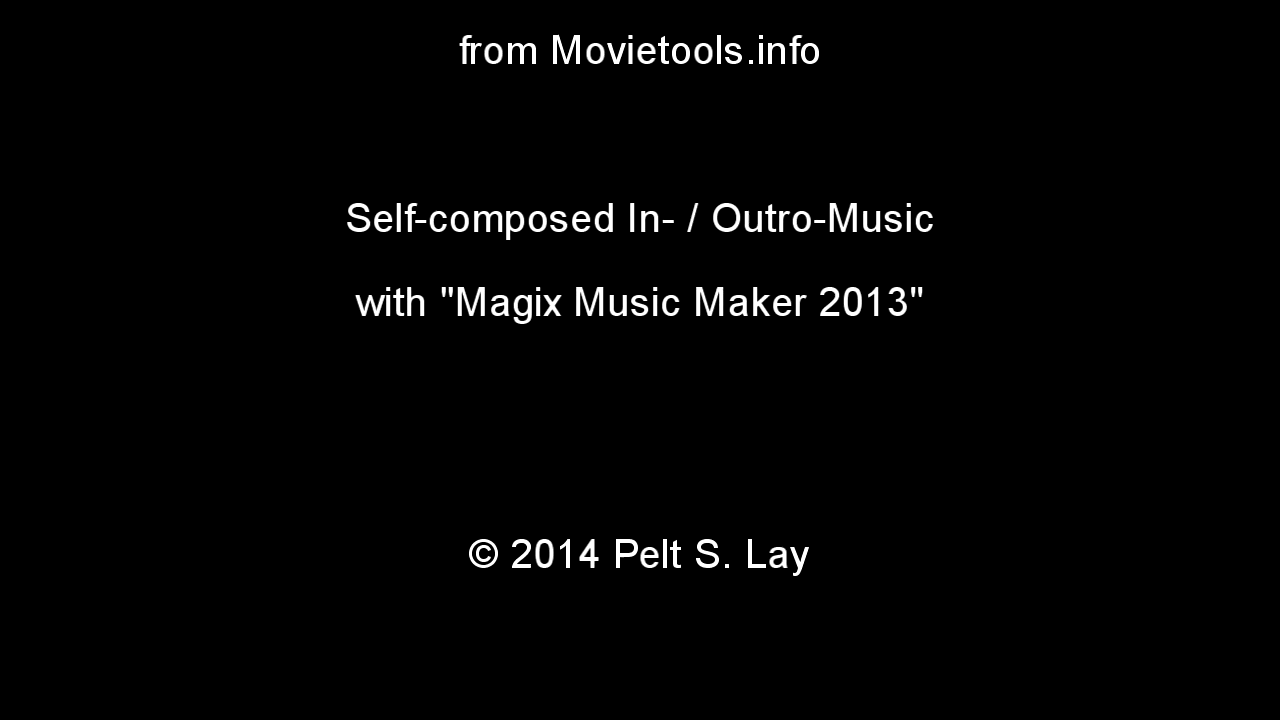 from Movietools.info
Self-composed In- / Outro-Music
with "Magix Music Maker 2013"
© 2014 Pelt S. Lay